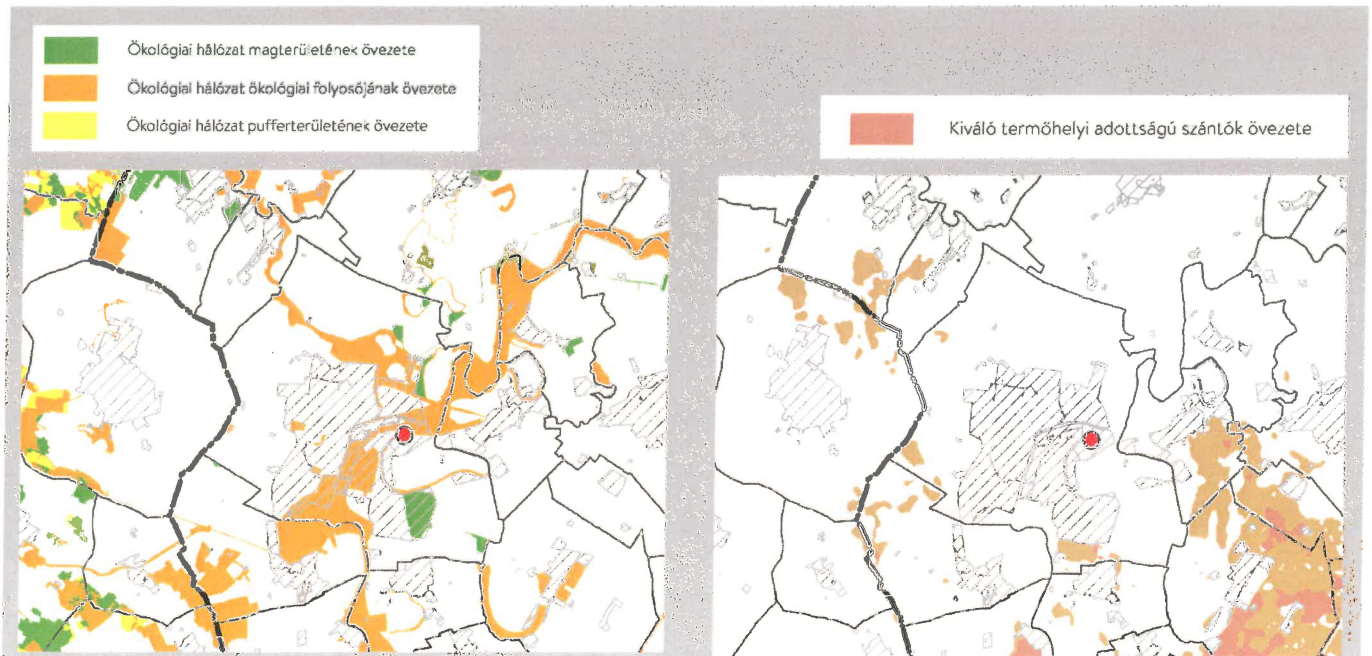 Ökológiai hálózat magterületének övezete
Ökológiai hálózat ökológiai folyosójának övezete
Ökológiai hálózat pufferterületének övezete
Kiváló termőhelyi adottságú szántók övezete